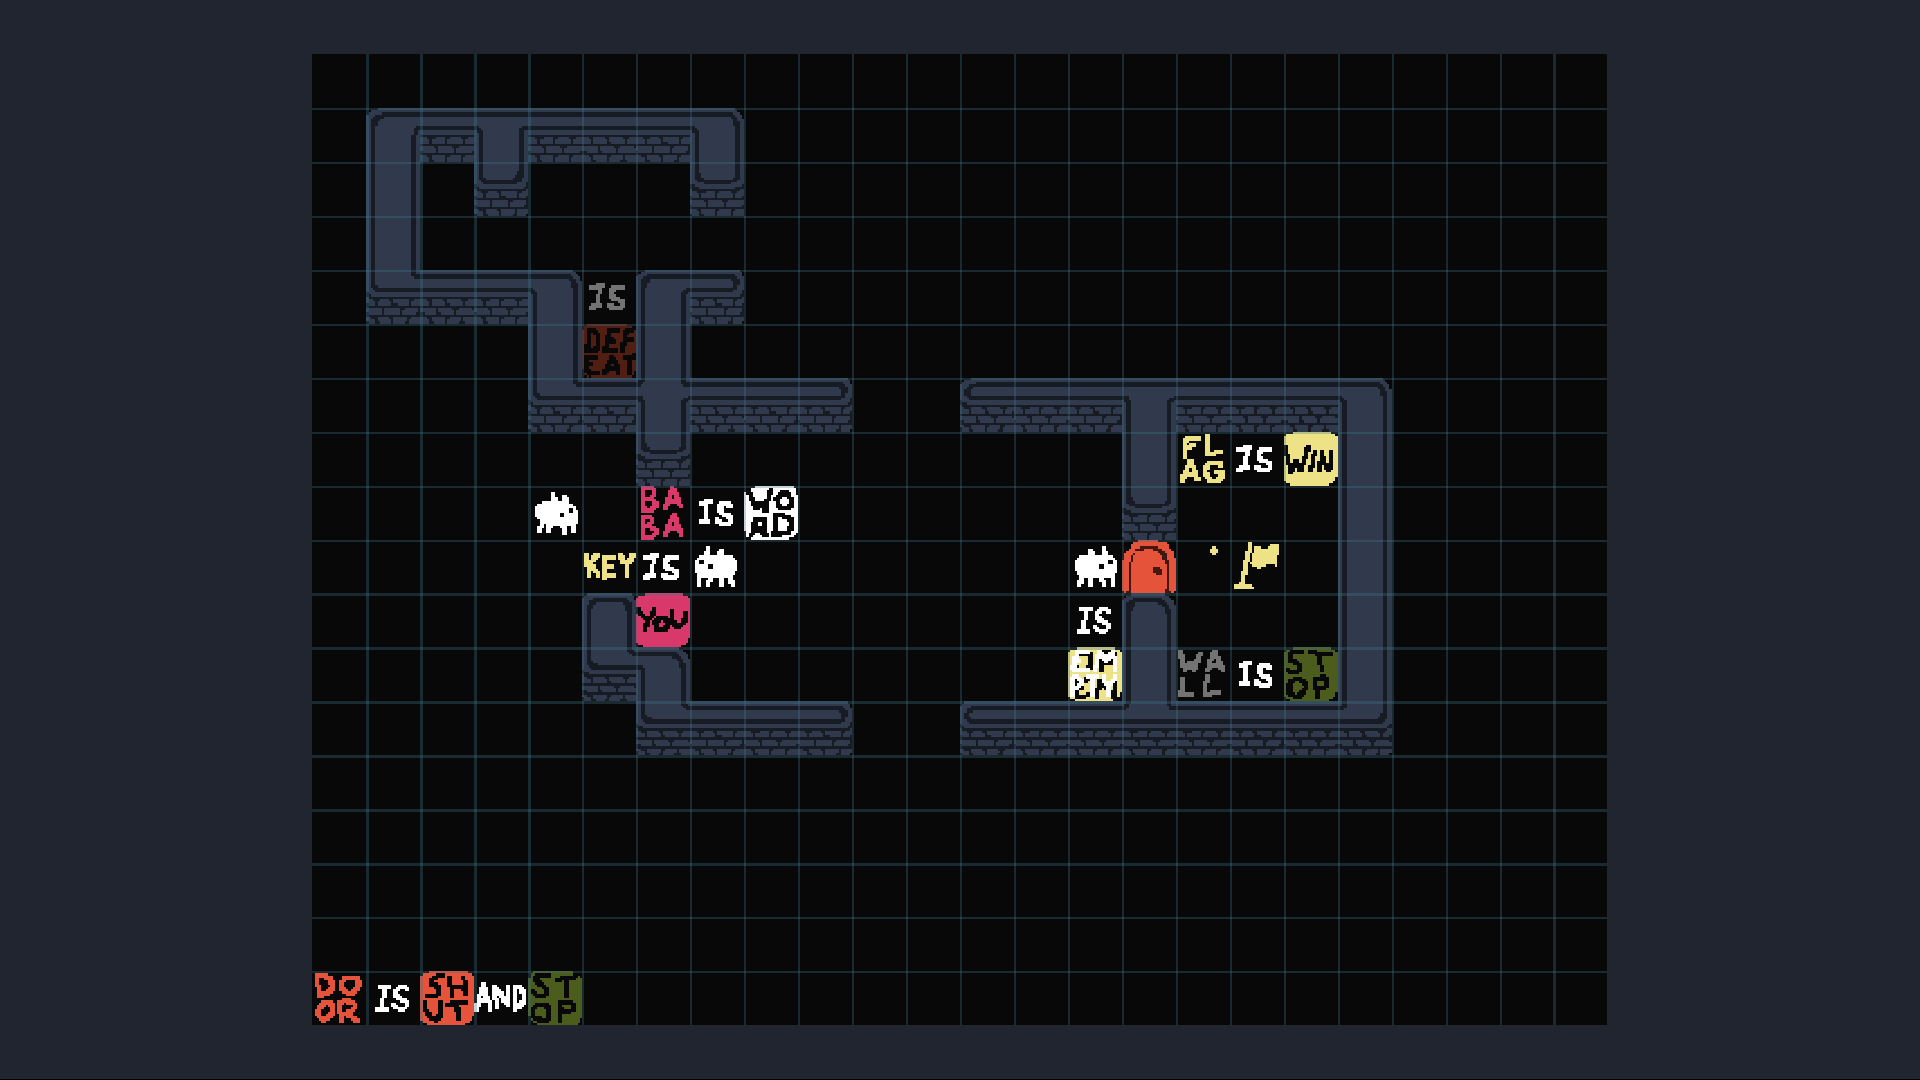 IS
DEFEAT
FLAG IS WIN
BABA IS WORD
KEY IS
YOU
IS
EMPTY
WALL IS STOP
DOOR IS SHUT AND STOP